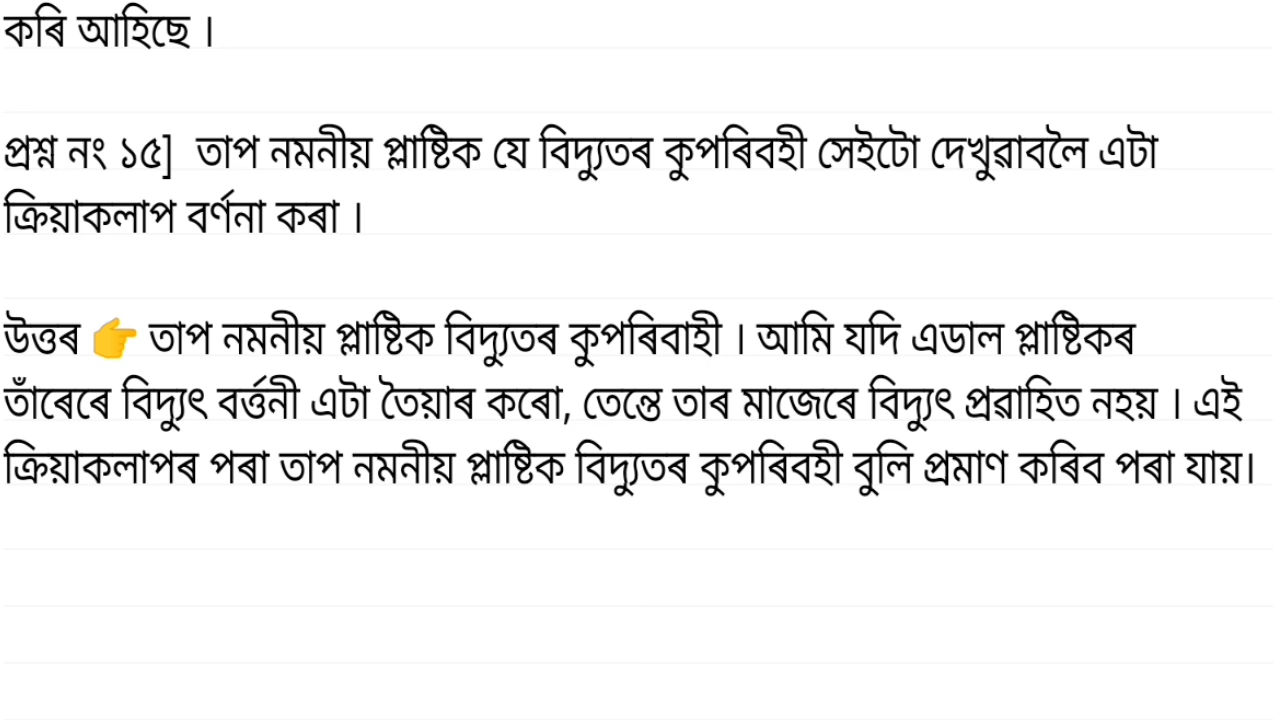 কৰি আহিছে ।
প্ৰশ্ন নং ১৫] তাপ নমনীয় প্লাষ্টিক যে বিদ্যুতৰ কুপৰিবহী সেইটো দেখুৱাবলৈ এটা
ক্ৰিয়াকলাপ বৰ্ণনা কৰা ।
উত্তৰ 👉 তাপ নমনীয় প্লাষ্টিক বিদ্যুতৰ কুপৰিবাহী । আমি যদি এডাল প্লাষ্টিকৰ
তাঁৰেৰে বিদ্যুৎ বৰ্ত্তনী এটা তৈয়াৰ কৰো, তেন্তে তাৰ মাজেৰে বিদ্যুৎ প্ৰৱাহিত নহয় । এই
ক্ৰিয়াকলাপৰ পৰা তাপ নমনীয় প্লাষ্টিক বিদ্যুতৰ কুপৰিবহী বুলি প্ৰমাণ কৰিব পৰা যায়।